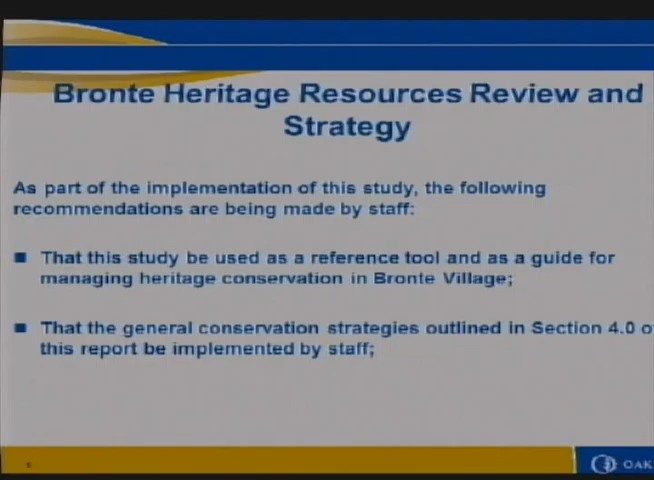 Bronte Heritage Resources Review and
Strategy
As part of the implementation of this study, the following
recommendations are being made by staff:
■ That this study be used as a reference tool and as a guide for
managing heritage conservation in Bronte Village;
■ That the general conservation strategies outlined in Section 4.0 o
this report be implemented by staff;
OAK